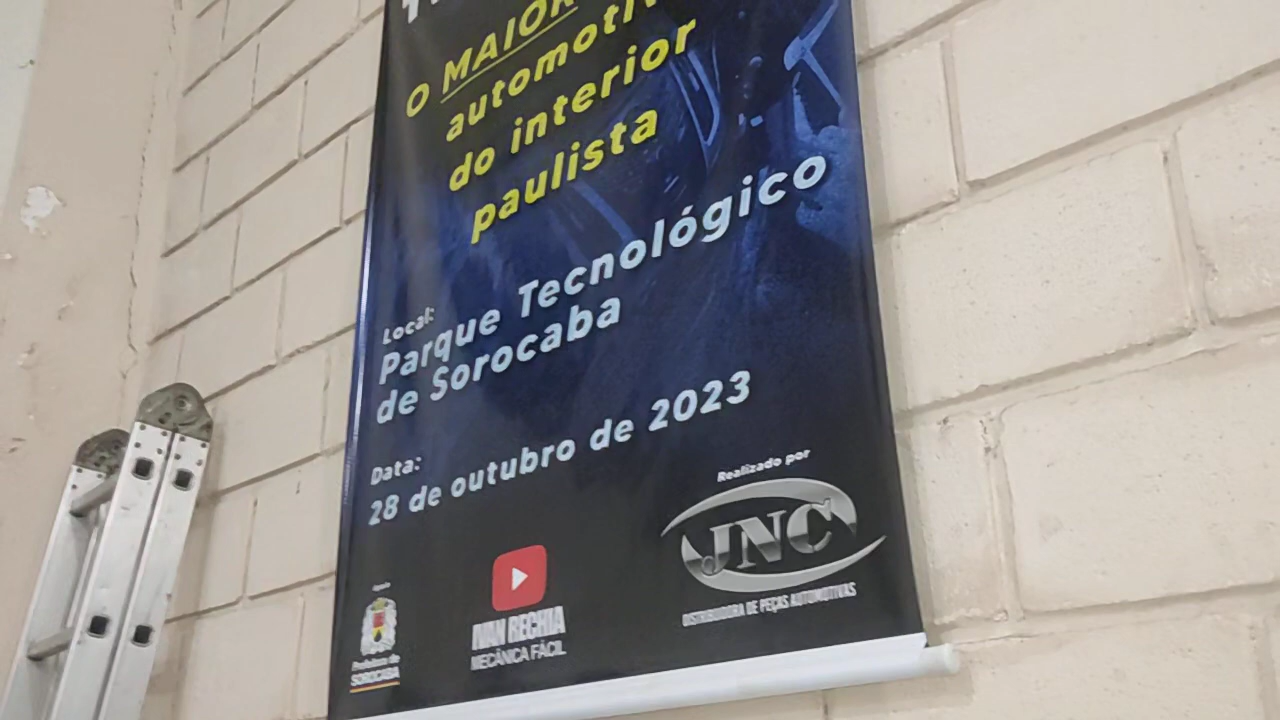 O MAIOR
automotiv
do interior
paulista
Local:
Parque Tecnológico
de Sorocaba
Data:
28 de outubro de 2023
Realizado por
JNC
DISTRIBUIDORA DE PEÇAS AUTOMOTIVAS
IVAN RECHIA
MECÂNICA FÁCIL
Apoio
Prefeitura de
SOROCABA